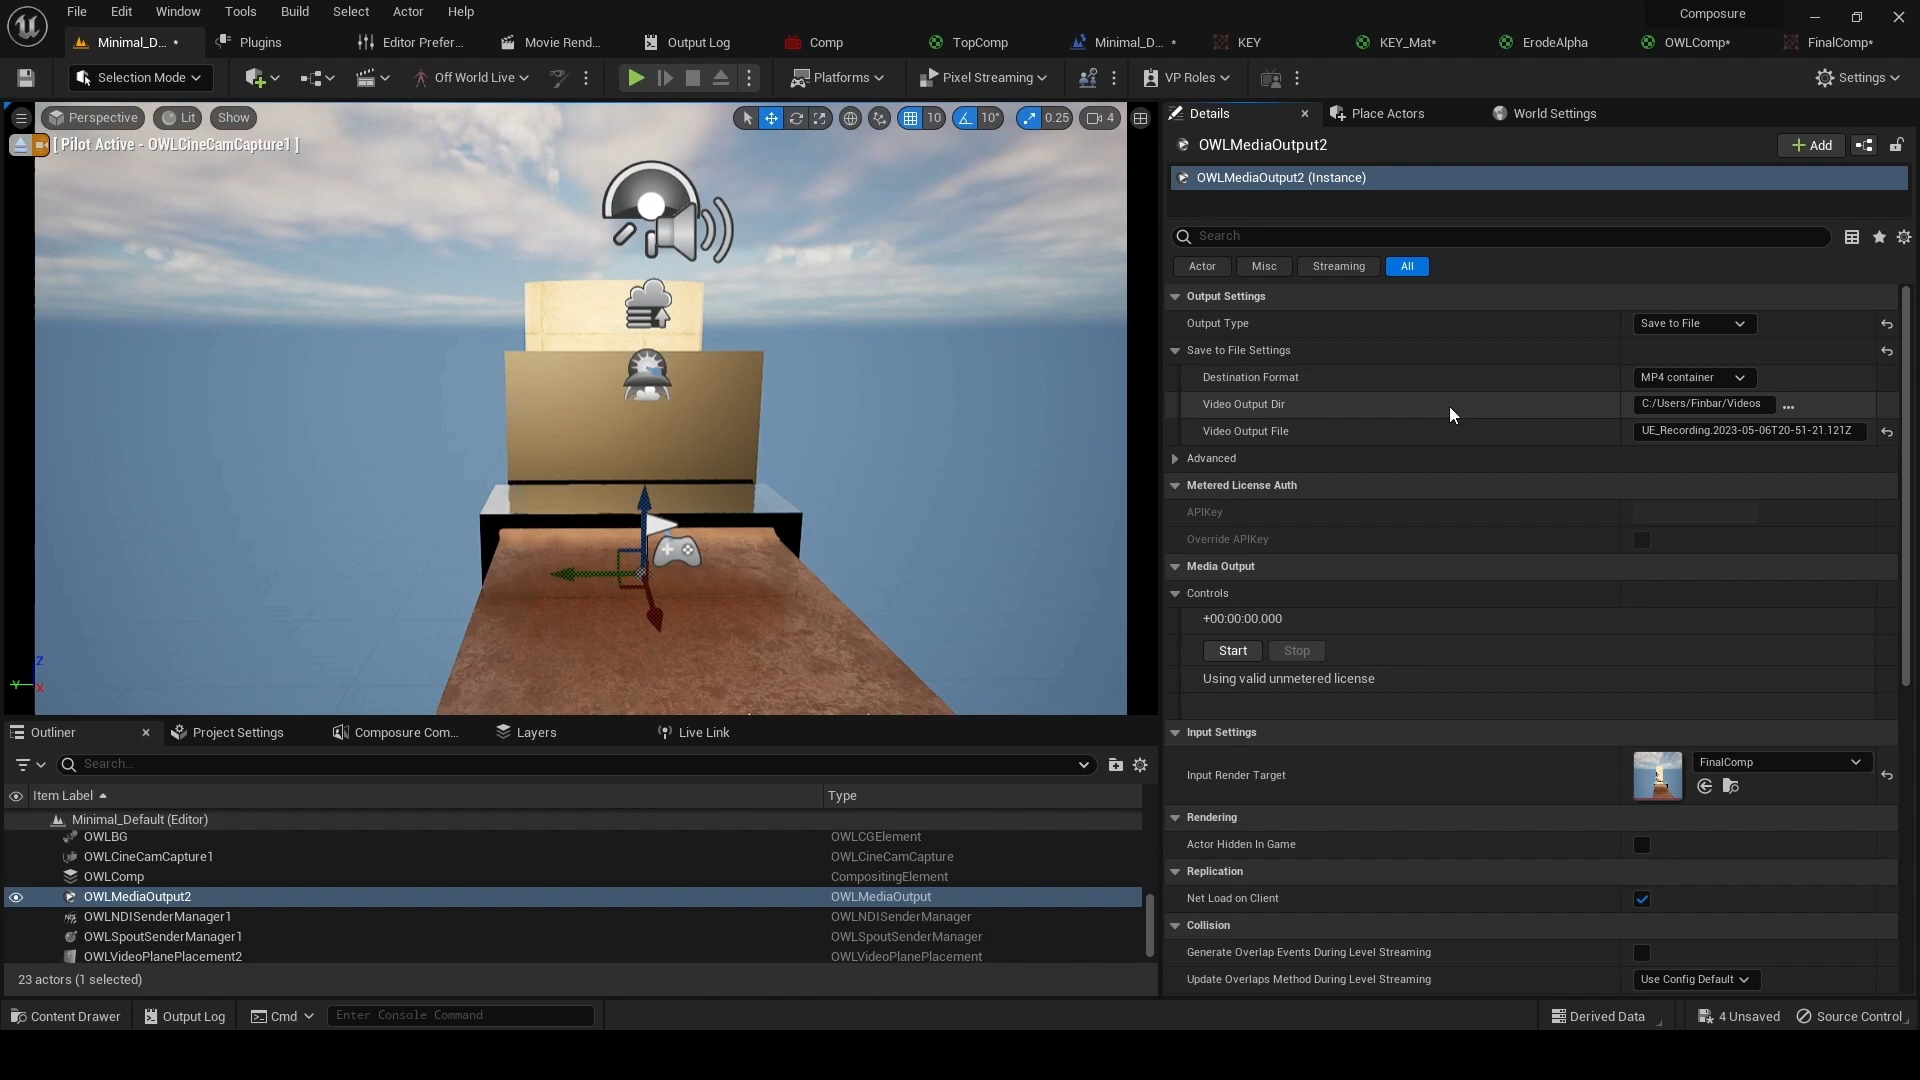 File Edit Window Tools Build Select Actor Help Composure
Minimal_D... • Plugins Editor Prefer... Movie Rend... Output Log Comp TopComp Minimal_D... • KEY KEY_Mat* ErodeAlpha OWLComp* FinalComp*
Selection Mode Off World Live Platforms Pixel Streaming VP Roles Settings
Perspective Lit Show 10 10° 0.25 4
[ Pilot Active - OWLCineCamCapture1 ]
Z
Y X
Details Place Actors World Settings
OWLMediaOutput2 + Add
OWLMediaOutput2 (Instance)
Search
Actor Misc Streaming All
Output Settings
Output Type Save to File
Save to File Settings
Destination Format MP4 container
Video Output Dir C:/Users/Finbar/Videos ...
Video Output File UE_Recording.2023-05-06T20-51-21.121Z
Advanced
Metered License Auth
APIKey
Override APIKey
Media Output
Controls
+00:00:00.000
Start Stop
Using valid unmetered license
Input Settings
Input Render Target FinalComp
Rendering
Actor Hidden In Game
Replication
Net Load on Client
Collision
Generate Overlap Events During Level Streaming
Update Overlaps Method During Level Streaming Use Config Default
Outliner Project Settings Composure Com... Layers Live Link
Search...
Item Label Type
Minimal_Default (Editor)
OWLBG OWLCGElement
OWLCineCamCapture1 OWLCineCamCapture
OWLComp CompositingElement
OWLMediaOutput2 OWLMediaOutput
OWLNDISenderManager1 OWLNDISenderManager
OWLSpoutSenderManager1 OWLSpoutSenderManager
OWLVideoPlanePlacement2 OWLVideoPlanePlacement
23 actors (1 selected)
Content Drawer Output Log Cmd Enter Console Command Derived Data 4 Unsaved Source Control